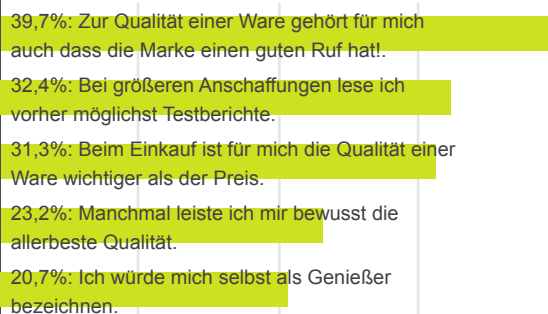 39,7%: Zur Qualität einer Ware gehört für mich
auch dass die Marke einen guten Ruf hat!.
32,4%: Bei größeren Anschaffungen lese ich
vorher möglichst Testberichte.
31,3%: Beim Einkauf ist für mich die Qualität einer
Ware wichtiger als der Preis.
23,2%: Manchmal leiste ich mir bewusst die
allerbeste Qualität.
20,7%: Ich würde mich selbst als Genießer
bezeichnen.